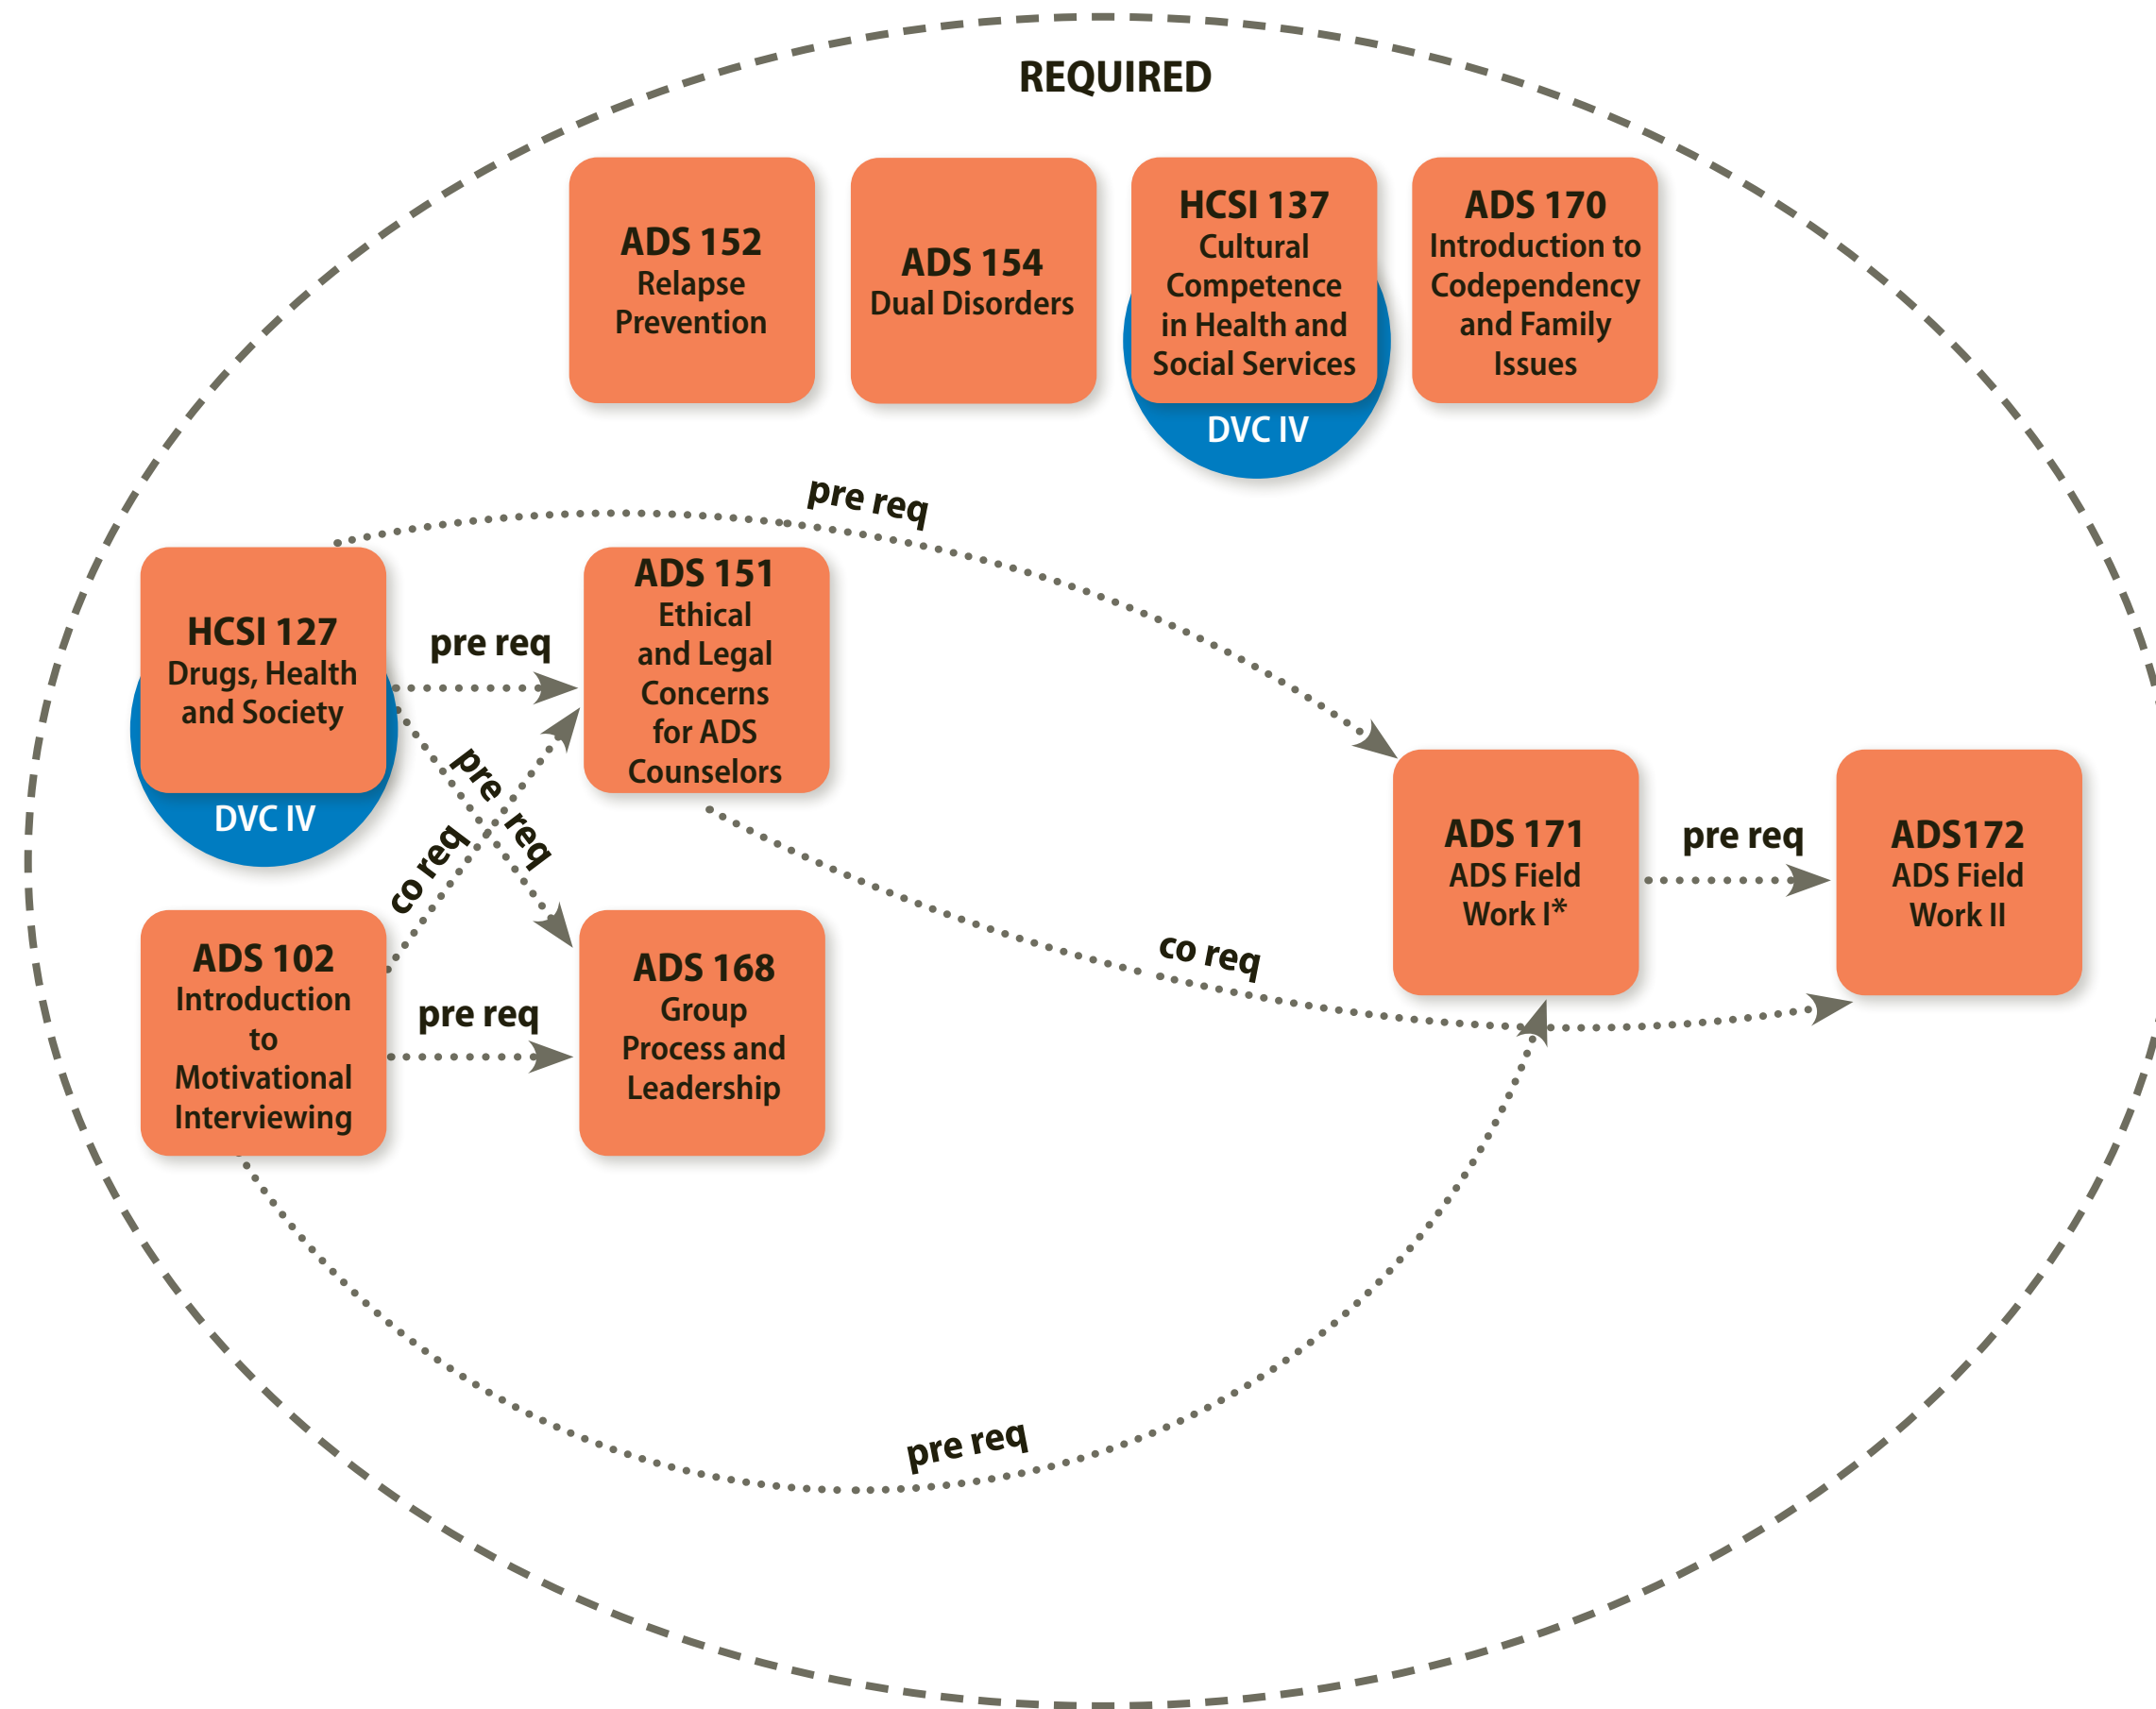 REQUIRED
ADS 152
Relapse
Prevention
ADS 154
Dual Disorders
HCSI 137
Cultural
Competence
in Health and
Social Services
DVC IV
ADS 170
Introduction to
Codependency
and Family
Issues
pre req
HCSI 127
Drugs, Health
and Society
DVC IV
pre req
ADS 151
Ethical
and Legal
Concerns
for ADS
Counselors
pre req
co req
ADS 102
Introduction
to
Motivational
Interviewing
pre req
ADS 168
Group
Process and
Leadership
co req
ADS 171
ADS Field
Work I*
pre req
ADS172
ADS Field
Work II
pre req